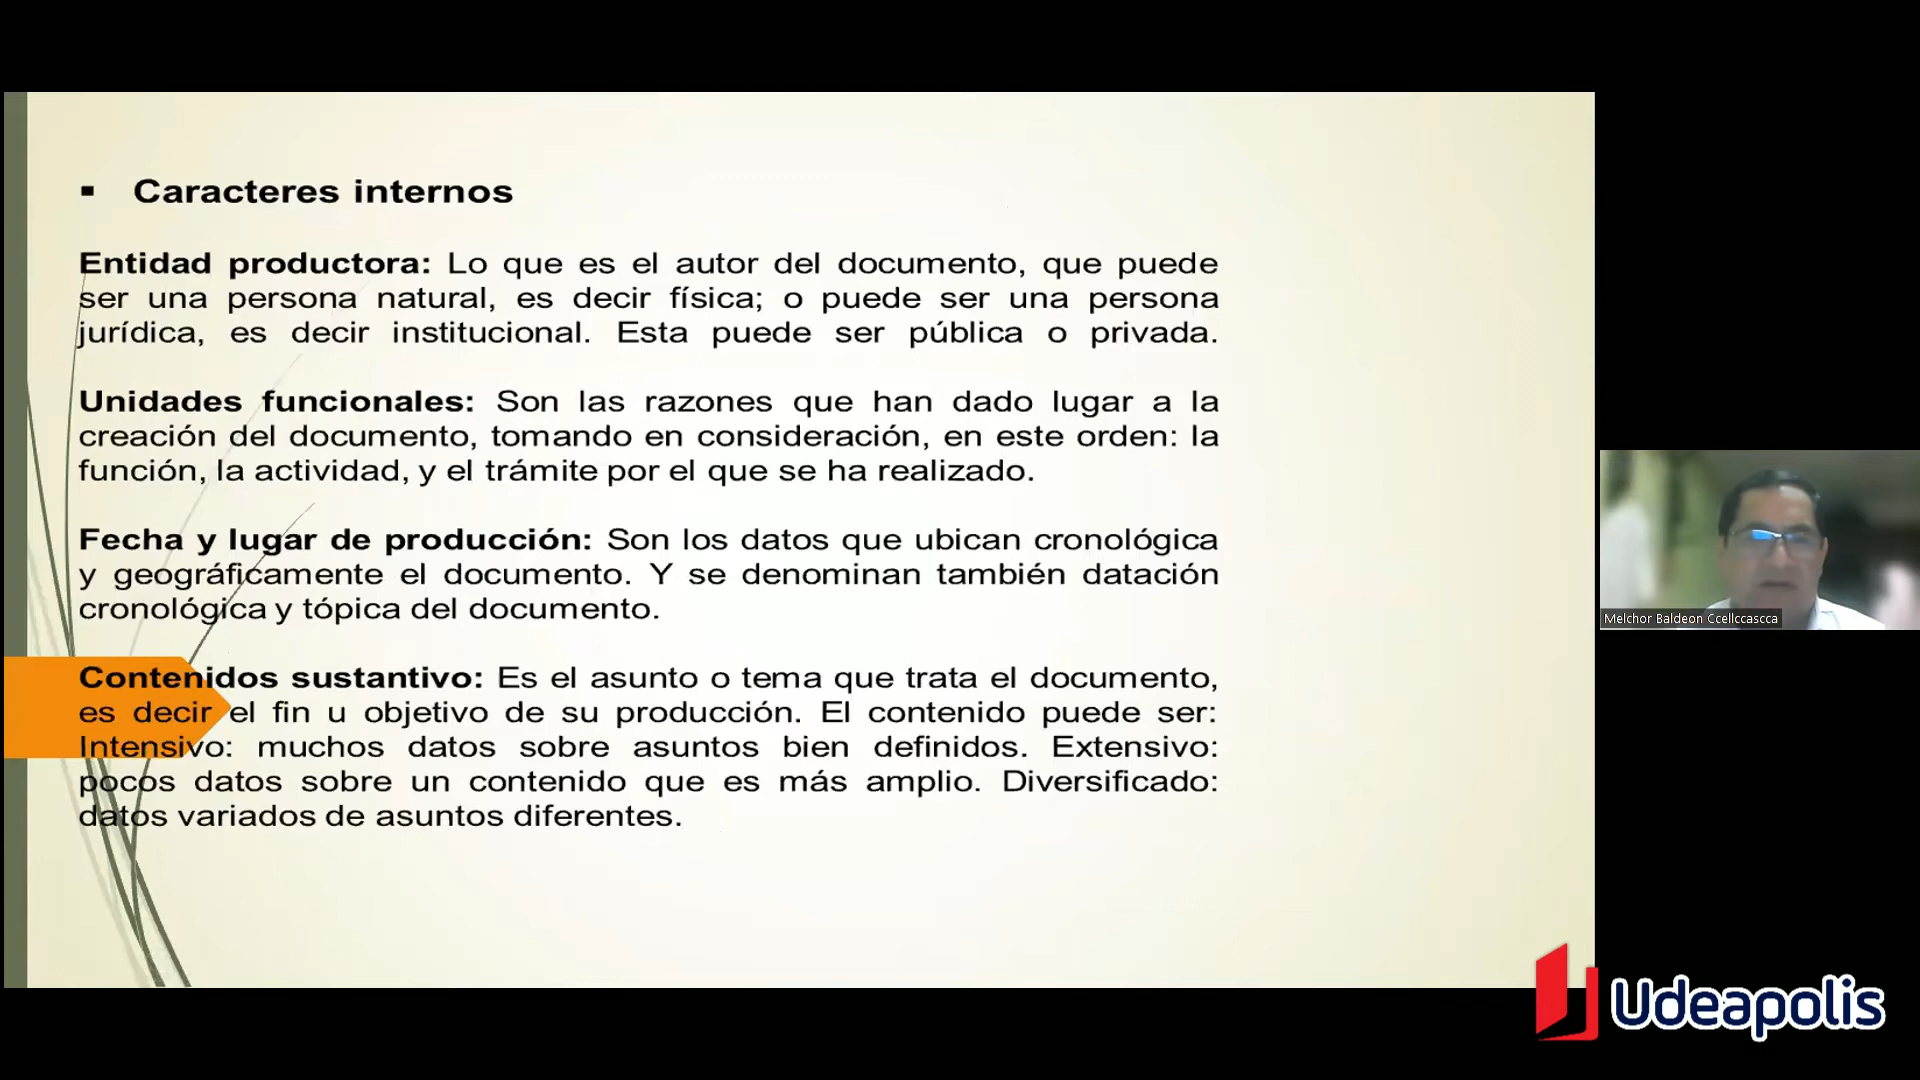 Caracteres internos
Entidad productora: Lo que es el autor del documento, que puede
ser una persona natural, es decir física; o puede ser una persona
jurídica, es decir institucional. Esta puede ser pública o privada.
Unidades funcionales: Son las razones que han dado lugar a la
creación del documento, tomando en consideración, en este orden: la
función, la actividad, y el trámite por el que se ha realizado.
Fecha y lugar de producción: Son los datos que ubican cronológica
y geográficamente el documento. Y se denominan también datación
cronológica y tópica del documento.
Contenidos sustantivo: Es el asunto o tema que trata el documento,
es decir el fin u objetivo de su producción. El contenido puede ser:
Intensivo: muchos datos sobre asuntos bien definidos. Extensivo:
pocos datos sobre un contenido que es más amplio. Diversificado:
datos variados de asuntos diferentes.
Melchor Baldeon Ccellccascca
Udeapolis